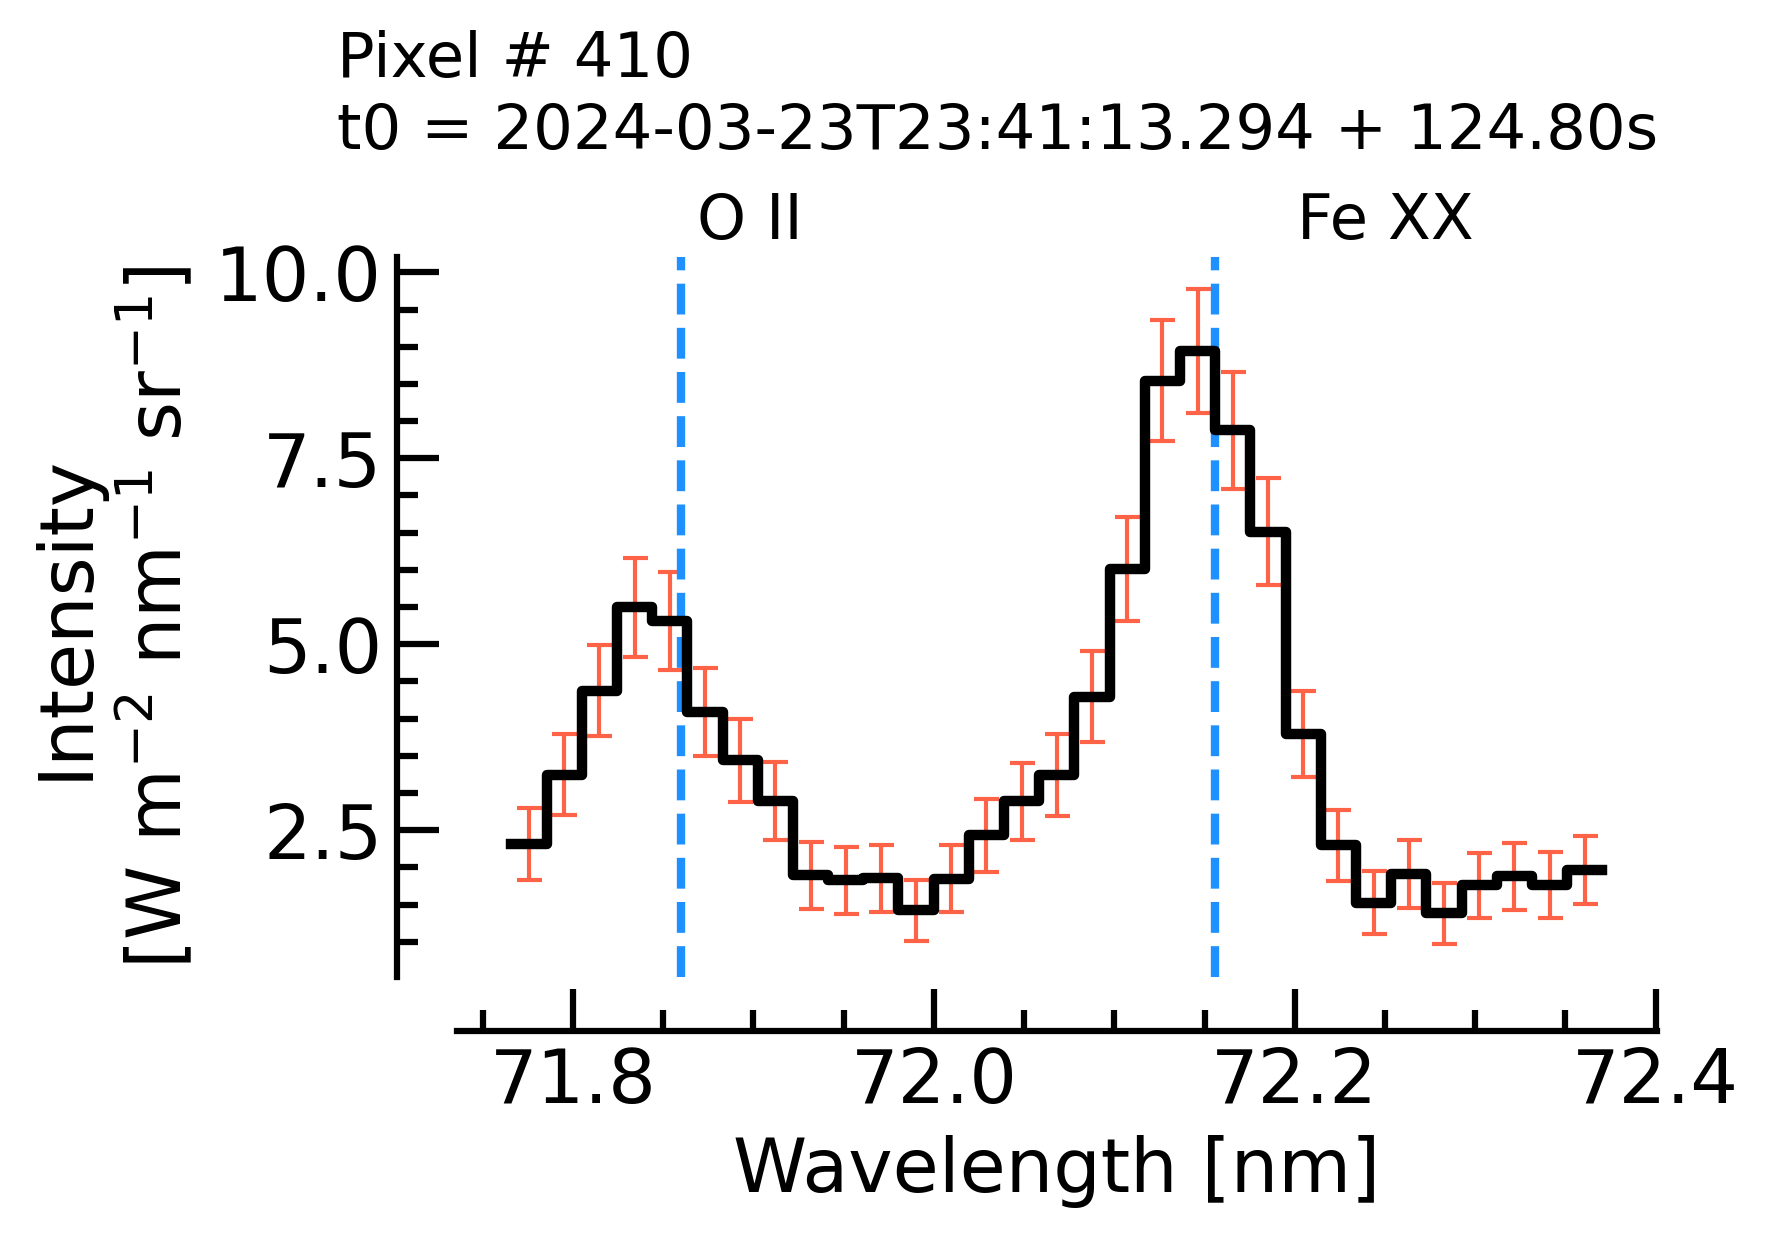 Pixel # 410
t0 = 2024-03-23T23:41:13.294 + 124.80s
O II
Fe XX
Intensity
[W m⁻² nm⁻¹ sr⁻¹]
10.0
7.5
5.0
2.5
71.8
72.0
72.2
72.4
Wavelength [nm]